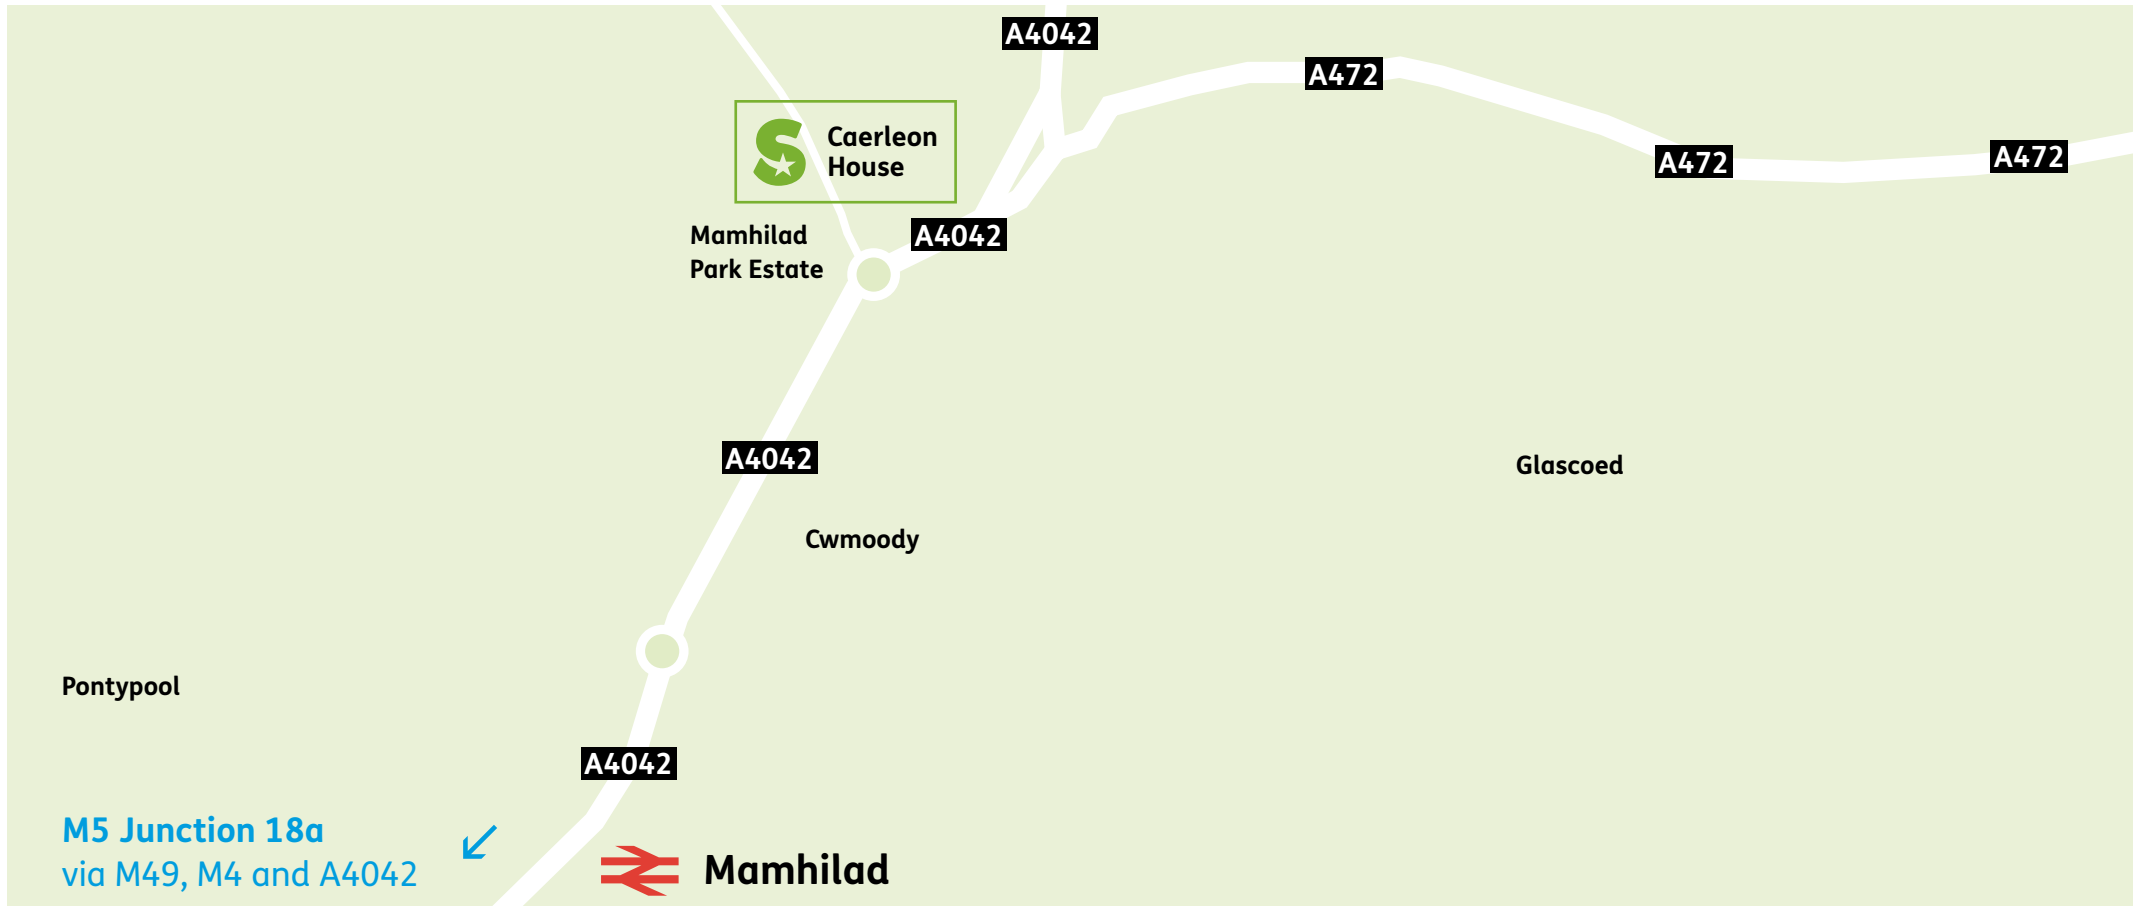 A4042
A472
Caerleon
House
A472
A472
Mamhilad
Park Estate
A4042
A4042
Glascoed
Cwmoody
Pontypool
A4042
M5 Junction 18a
via M49, M4 and A4042
Mamhilad